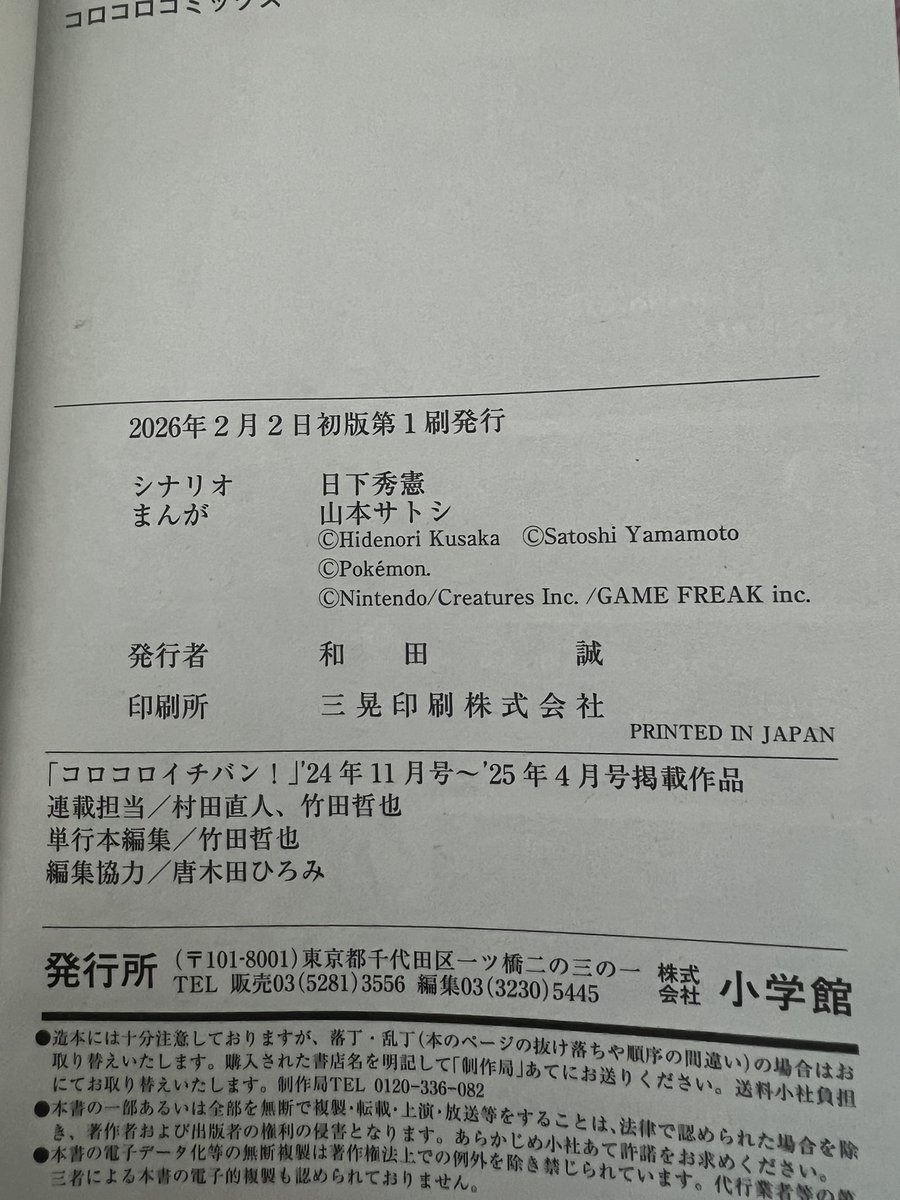 コロコロコミックス
2026年2月2日初版第1刷発行
シナリオ 日下秀憲
まんが 山本サトシ
ⒸHidenori Kusaka ⒸSatoshi Yamamoto
ⒸPokémon.
ⒸNintendo/Creatures Inc. /GAME FREAK inc.
発行者 和田 誠
印刷所 三晃印刷株式会社
PRINTED IN JAPAN
「コロコロイチバン！」'24年11月号〜'25年4月号掲載作品
連載担当／村田直人、竹田哲也
単行本編集／竹田哲也
編集協力／唐木田ひろみ
発行所 (〒101-8001)東京都千代田区一ツ橋二の三の一 株式会社 小学館
TEL 販売03(5281)3556 編集03(3230)5445
●造本には十分注意しておりますが、落丁・乱丁(本のページの抜け落ちや順序の間違い)の場合はお
取り替えいたします。購入された書店名を明記して「制作局」あてにお送りください。送料小社負担
にてお取り替えいたします。制作局TEL 0120-336-082
●本書の一部あるいは全部を無断で複製・転載・上演・放送等をすることは、法律で認められた場合を除
き、著作者および出版者の権利の侵害となります。あらかじめ小社あて許諾をお求めください。
●本書の電子データ化等の無断複製は著作権法上での例外を除き禁じられています。代行業者等の第
三者による本書の電子的複製も認められておりません。